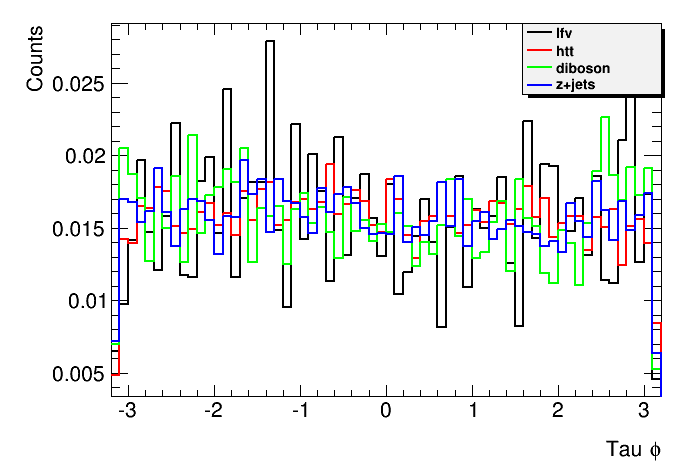 Counts
lfv
htt
diboson
z+jets
0.025
0.02
0.015
0.01
0.005
-3 -2 -1 0 1 2 3
Tau ϕ